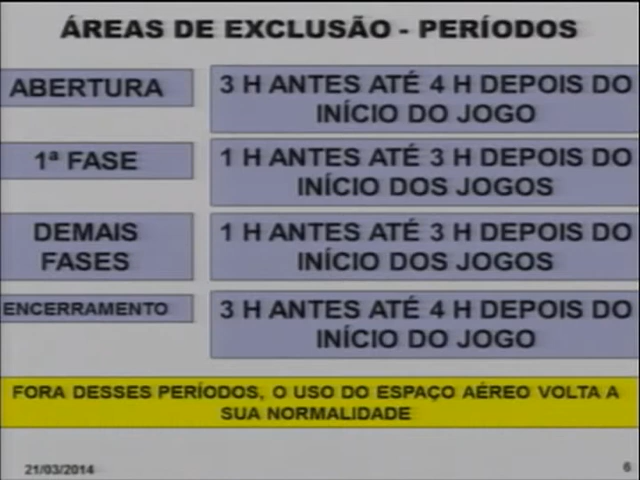 ÁREAS DE EXCLUSÃO - PERÍODOS
ABERTURA
3 H ANTES ATÉ 4 H DEPOIS DO
INÍCIO DO JOGO
1ª FASE
1 H ANTES ATÉ 3 H DEPOIS DO
INÍCIO DOS JOGOS
DEMAIS
FASES
1 H ANTES ATÉ 3 H DEPOIS DO
INÍCIO DOS JOGOS
ENCERRAMENTO
3 H ANTES ATÉ 4 H DEPOIS DO
INÍCIO DO JOGO
FORA DESSES PERÍODOS, O USO DO ESPAÇO AÉREO VOLTA A
SUA NORMALIDADE
21/03/2014
6